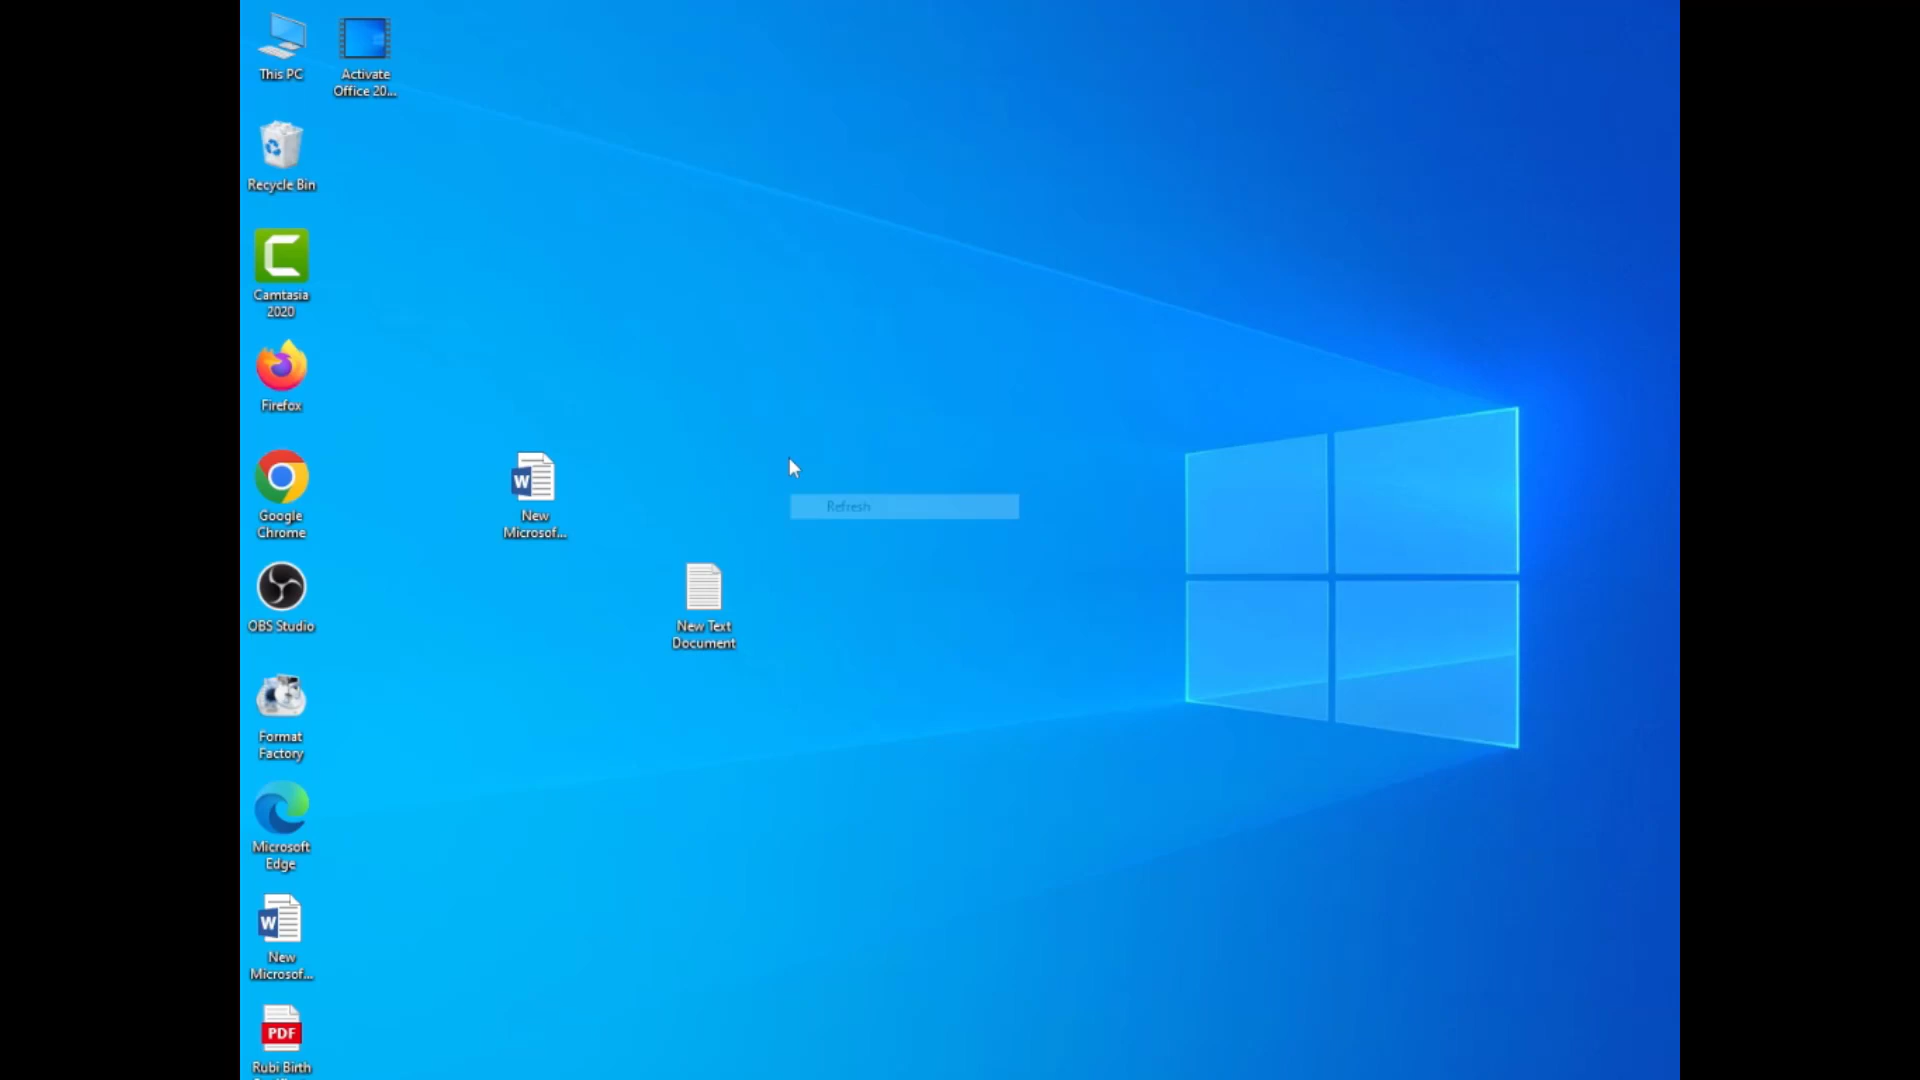 This PC
Activate
Office 20...
Recycle Bin
Camtasia
2020
Firefox
Google
Chrome
W
New
Microsof...
Refresh
OBS Studio
New Text
Document
Format
Factory
Microsoft
Edge
W
New
Microsof...
PDF
Rubi Birth